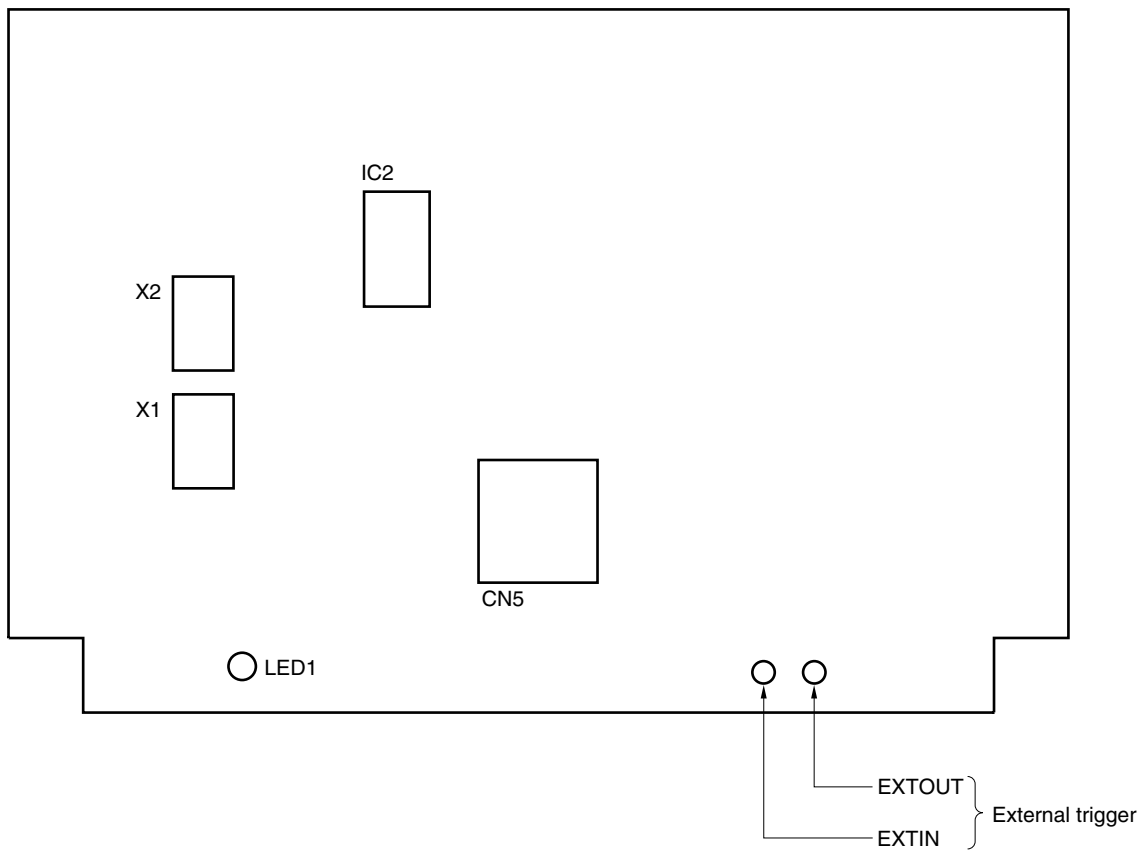 IC2
X2
X1
CN5
LED1
EXTOUT
External trigger
EXTIN